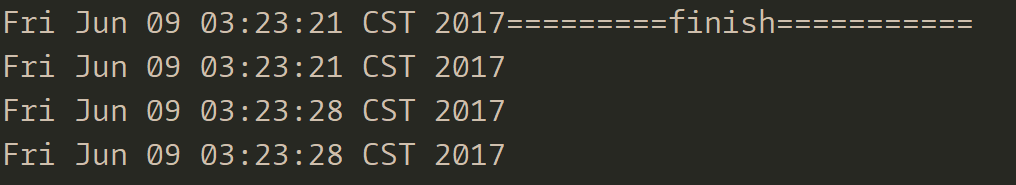 Fri Jun 09 03:23:21 CST 2017=========finish===========
Fri Jun 09 03:23:21 CST 2017
Fri Jun 09 03:23:28 CST 2017
Fri Jun 09 03:23:28 CST 2017